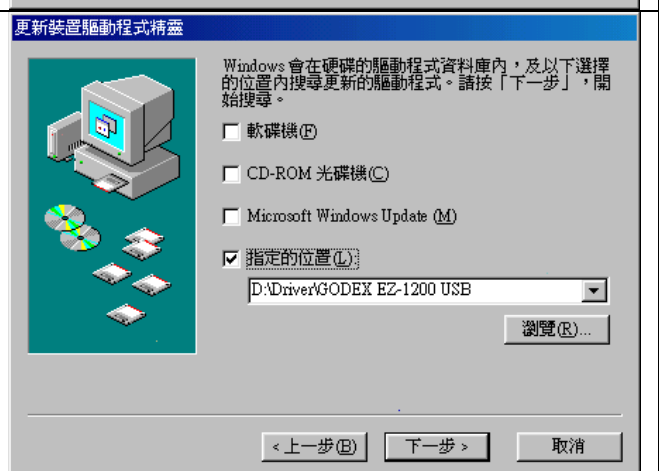 更新裝置驅動程式精靈
Windows 會在硬碟的驅動程式資料庫內，及以下選擇
的位置內搜尋更新的驅動程式。請按「下一步」，開
始搜尋。
軟碟機(F)
CD-ROM 光碟機(C)
Microsoft Windows Update (M)
指定的位置(L):
D:\Driver\GODEX EZ-1200 USB
瀏覽(R)...
< 上一步(B)
下一步 >
取消